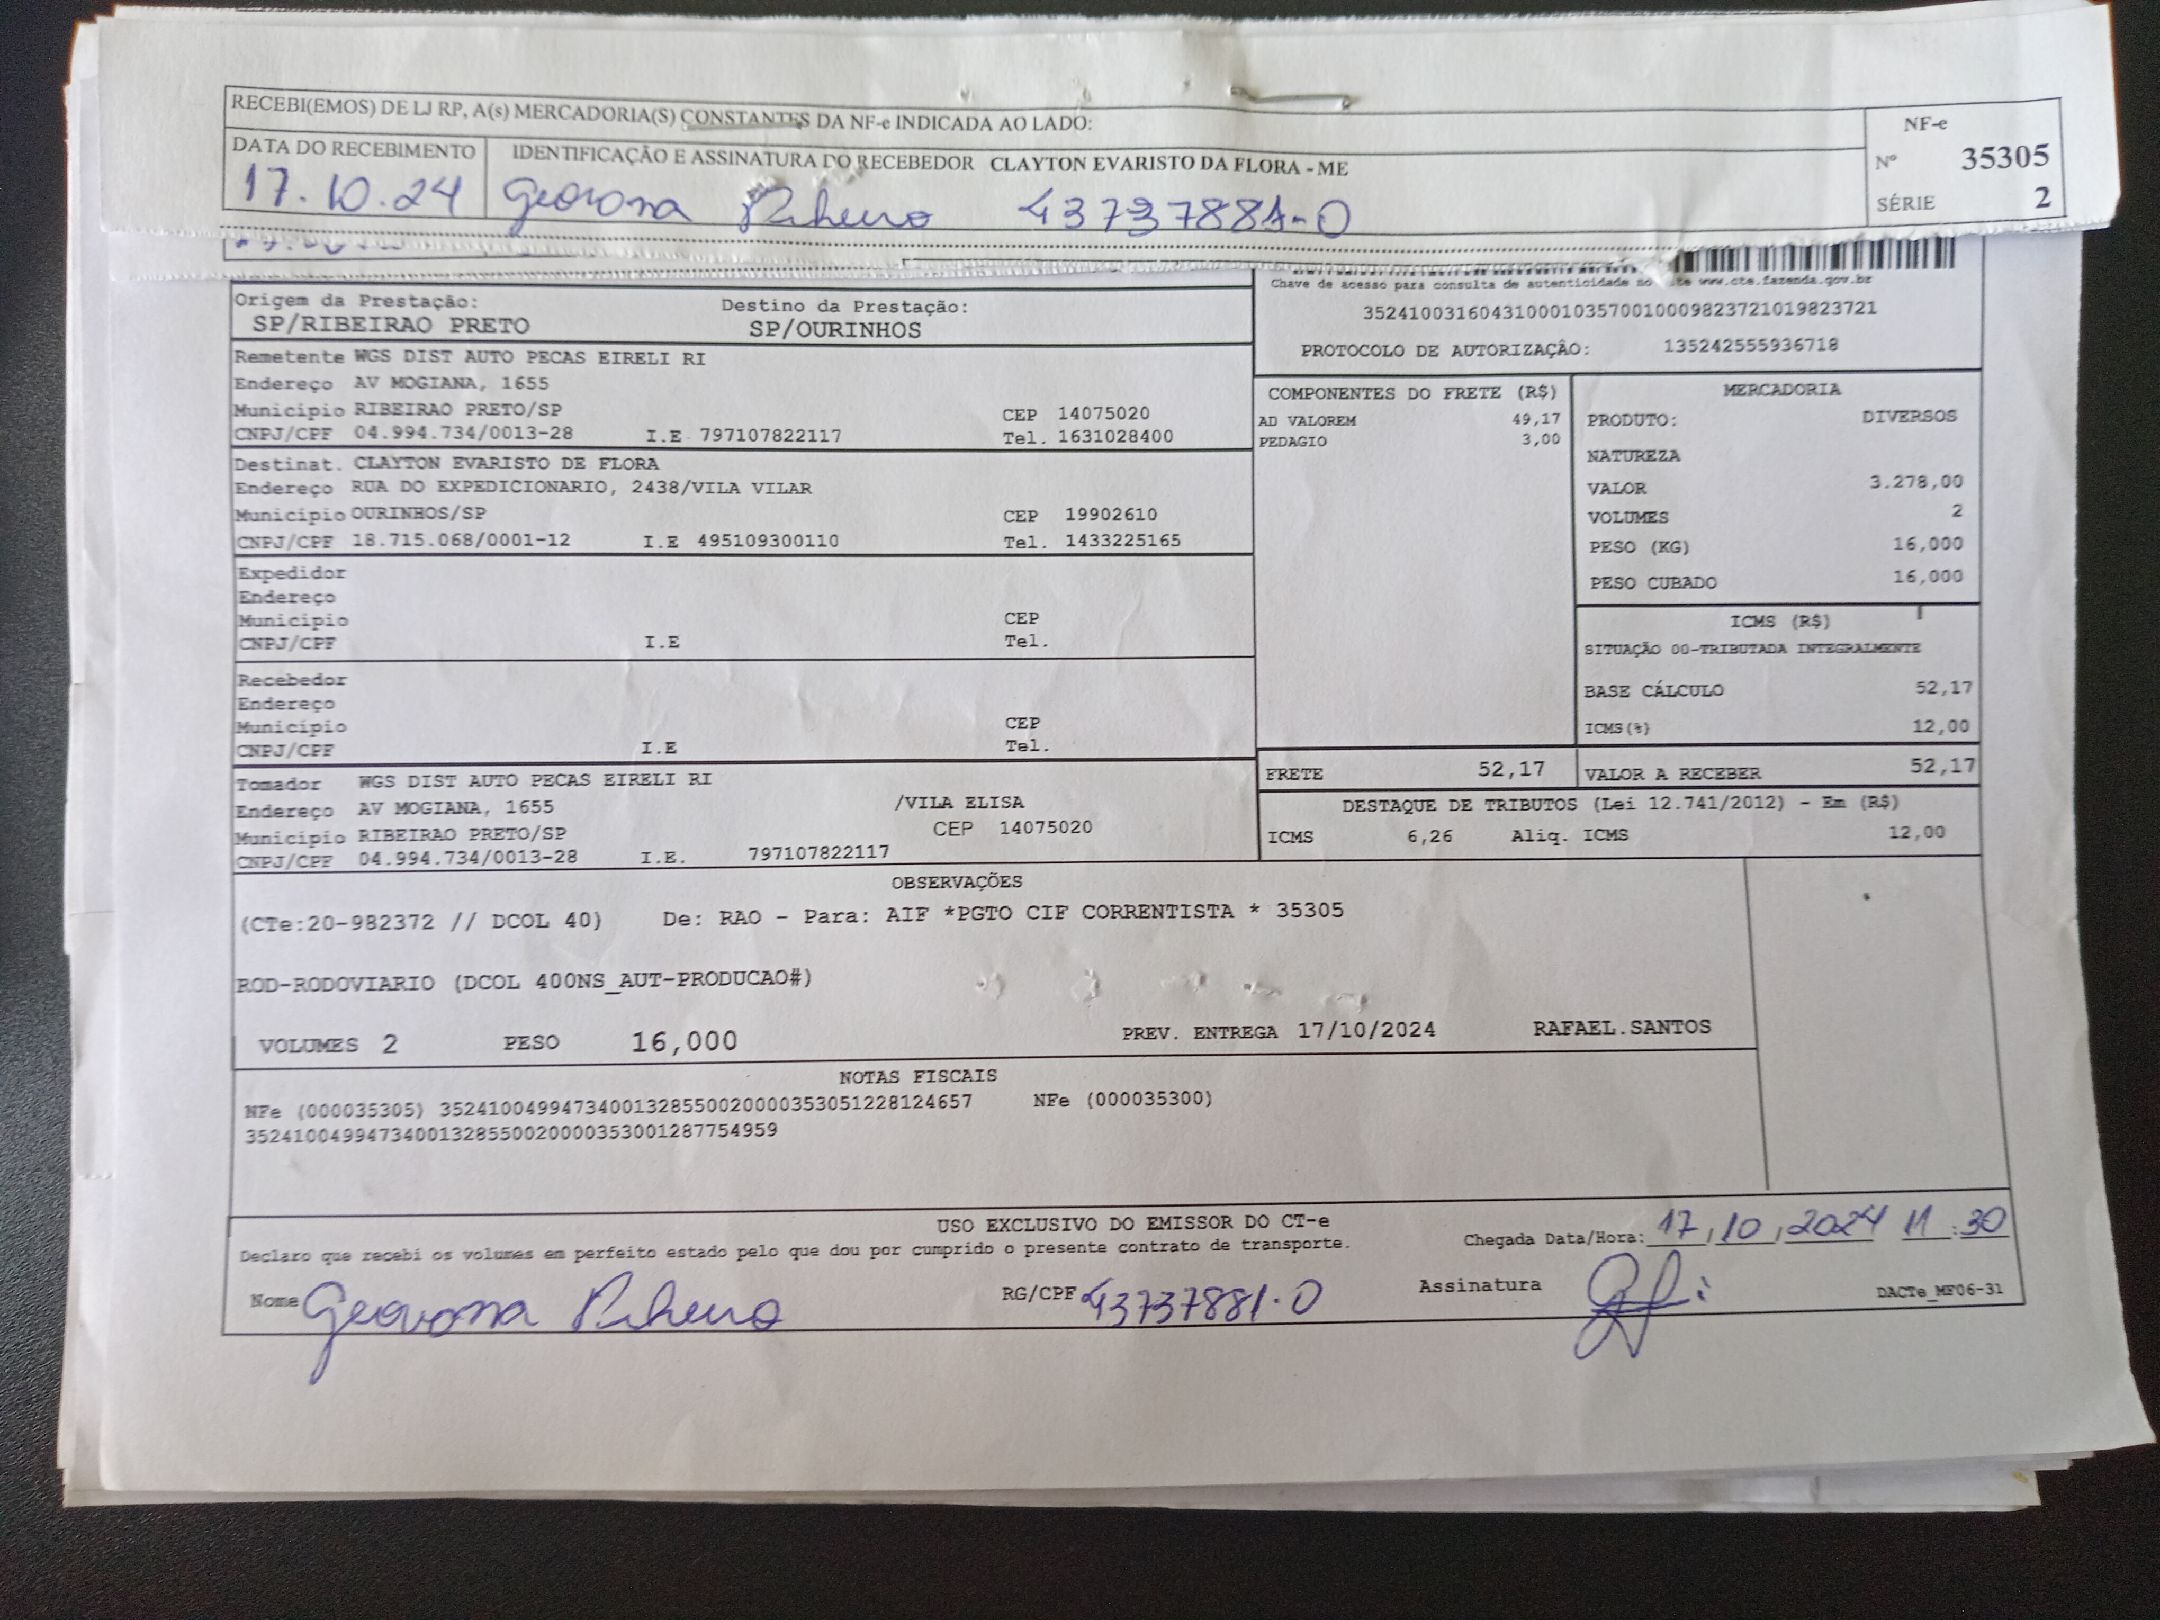 RECEBI(EMOS) DE LJ RP, A(s) MERCADORIA(S) CONSTANTES DA NF-e INDICADA AO LADO:
DATA DO RECEBIMENTO
17.10.24
IDENTIFICAÇÃO E ASSINATURA DO RECEBEDOR CLAYTON EVARISTO DA FLORA - ME
43737881-0
NF-e
Nº 35305
SÉRIE 2
Chave de acesso para consulta de autenticidade no site www.cte.fazenda.gov.br
35241003160431000103570010009823721019823721
PROTOCOLO DE AUTORIZAÇÃO: 135242555936718
Origem da Prestação: Destino da Prestação:
SP/RIBEIRAO PRETO SP/OURINHOS
Remetente WGS DIST AUTO PECAS EIRELI RI
Endereço AV MOGIANA, 1655
Município RIBEIRAO PRETO/SP CEP 14075020
CNPJ/CPF 04.994.734/0013-28 I.E 797107822117 Tel. 1631028400
Destinat. CLAYTON EVARISTO DE FLORA
Endereço RUA DO EXPEDICIONARIO, 2438/VILA VILAR
Município OURINHOS/SP CEP 19902610
CNPJ/CPF 18.715.068/0001-12 I.E 495109300110 Tel. 1433225165
Expedidor
Endereço
Município CEP
CNPJ/CPF I.E Tel.
Recebedor
Endereço
Município CEP
CNPJ/CPF I.E Tel.
Tomador WGS DIST AUTO PECAS EIRELI RI
Endereço AV MOGIANA, 1655 /VILA ELISA
Município RIBEIRAO PRETO/SP CEP 14075020
CNPJ/CPF 04.994.734/0013-28 I.E. 797107822117
COMPONENTES DO FRETE (R$)
AD VALOREM 49,17
PEDAGIO 3,00
MERCADORIA
PRODUTO: DIVERSOS
NATUREZA
VALOR 3.278,00
VOLUMES 2
PESO (KG) 16,000
PESO CUBADO 16,000
ICMS (R$)
SITUAÇÃO 00-TRIBUTADA INTEGRALMENTE
BASE CÁLCULO 52,17
ICMS(%) 12,00
FRETE 52,17 VALOR A RECEBER 52,17
DESTAQUE DE TRIBUTOS (Lei 12.741/2012) - Em (R$)
ICMS 6,26 Aliq. ICMS 12,00
OBSERVAÇÕES
(CTe:20-982372 // DCOL 40) De: RAO - Para: AIF *PGTO CIF CORRENTISTA * 35305
ROD-RODOVIARIO (DCOL 400NS_AUT-PRODUCAO#)
VOLUMES 2 PESO 16,000 PREV. ENTREGA 17/10/2024 RAFAEL.SANTOS
NOTAS FISCAIS
NFe (000035305) 35241004994734001328550020000353051228124657 NFe (000035300)
35241004994734001328550020000353001287754959
USO EXCLUSIVO DO EMISSOR DO CT-e
Declaro que recebi os volumes em perfeito estado pelo que dou por cumprido o presente contrato de transporte.
Chegada Data/Hora: 17/10/2024 11:30
Nome RG/CPF 43737881-0 Assinatura
DACTe_MF06-31